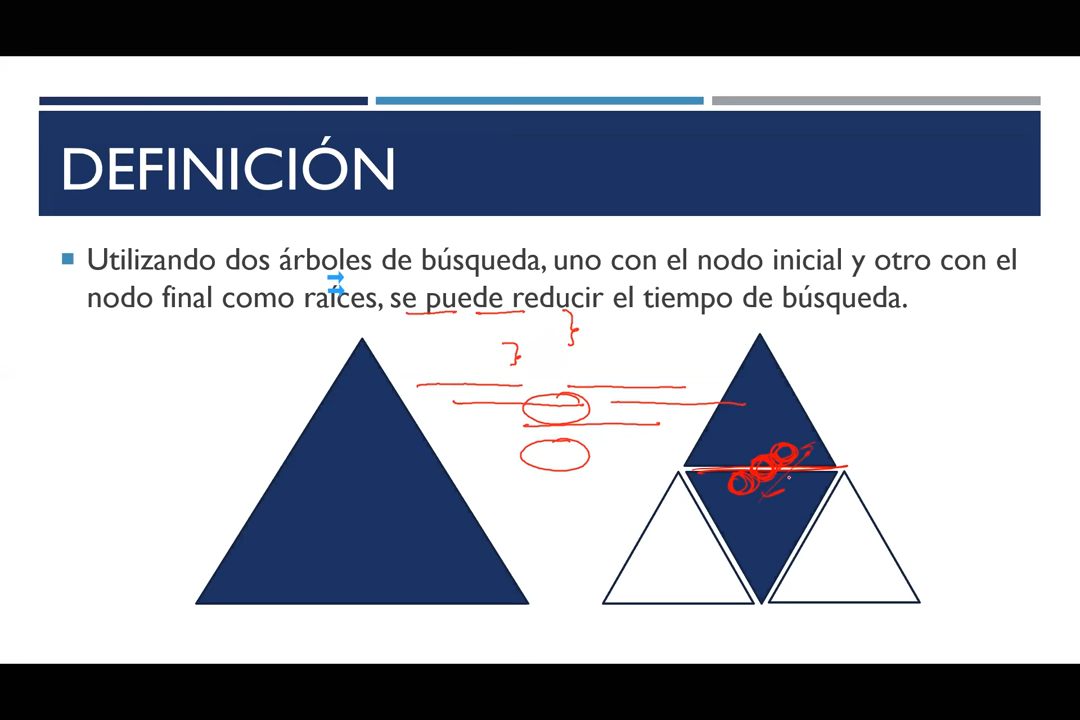 DEFINICIÓN
Utilizando dos árboles de búsqueda, uno con el nodo inicial y otro con el
nodo final como raíces, se puede reducir el tiempo de búsqueda.